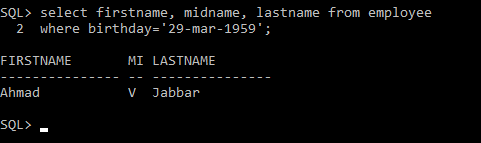 SQL> select firstname, midname, lastname from employee
  2  where birthday='29-mar-1959';
FIRSTNAME       MI LASTNAME
--------------- -- ---------------
Ahmad           V  Jabbar
SQL>